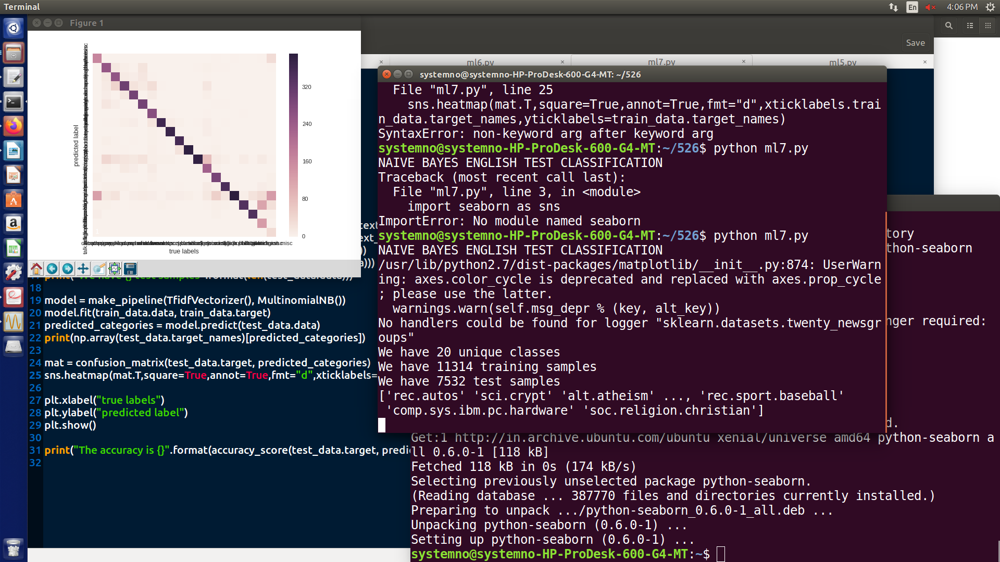 Terminal
En
4:06 PM
Figure 1
Save
ml6.py
ml7.py
ml5.py
predicted label
true labels
320
240
160
80
0
1
systemno@systemno-HP-ProDesk-600-G4-MT: ~/526
File "ml7.py", line 25
sns.heatmap(mat.T,square=True,annot=True,fmt="d",xticklabels.trai
n_data.target_names,yticklabels=train_data.target_names)
SyntaxError: non-keyword arg after keyword arg
systemno@systemno-HP-ProDesk-600-G4-MT:~/526$ python ml7.py
NAIVE BAYES ENGLISH TEST CLASSIFICATION
Traceback (most recent call last):
File "ml7.py", line 3, in <module>
import seaborn as sns
ImportError: No module named seaborn
systemno@systemno-HP-ProDesk-600-G4-MT:~/526$ python ml7.py
NAIVE BAYES ENGLISH TEST CLASSIFICATION
/usr/lib/python2.7/dist-packages/matplotlib/__init__.py:874: UserWarn
ing: axes.color_cycle is deprecated and replaced with axes.prop_cycle
; please use the latter.
warnings.warn(self.msg_depr % (key, alt_key))
No handlers could be found for logger "sklearn.datasets.twenty_newsgr
oups"
We have 20 unique classes
We have 11314 training samples
We have 7532 test samples
['rec.autos' 'sci.crypt' 'alt.atheism' ..., 'rec.sport.baseball'
'comp.sys.ibm.pc.hardware' 'soc.religion.christian']
18
19 model = make_pipeline(TfidfVectorizer(), MultinomialNB())
20 model.fit(train_data.data, train_data.target)
21 predicted_categories = model.predict(test_data.data)
22 print(np.array(test_data.target_names)[predicted_categories])
23
24 mat = confusion_matrix(test_data.target, predicted_categories)
25 sns.heatmap(mat.T,square=True,annot=True,fmt="d",xticklabels=
26
27 plt.xlabel("true labels")
28 plt.ylabel("predicted label")
29 plt.show()
30
31 print("The accuracy is {}".format(accuracy_score(test_data.target, predi
32
tory
thon-seaborn
nger required:
d.
Get:1 http://in.archive.ubuntu.com/ubuntu xenial/universe amd64 python-seaborn a
ll 0.6.0-1 [118 kB]
Fetched 118 kB in 0s (174 kB/s)
Selecting previously unselected package python-seaborn.
(Reading database ... 387770 files and directories currently installed.)
Preparing to unpack .../python-seaborn_0.6.0-1_all.deb ...
Unpacking python-seaborn (0.6.0-1) ...
Setting up python-seaborn (0.6.0-1) ...
systemno@systemno-HP-ProDesk-600-G4-MT:~$